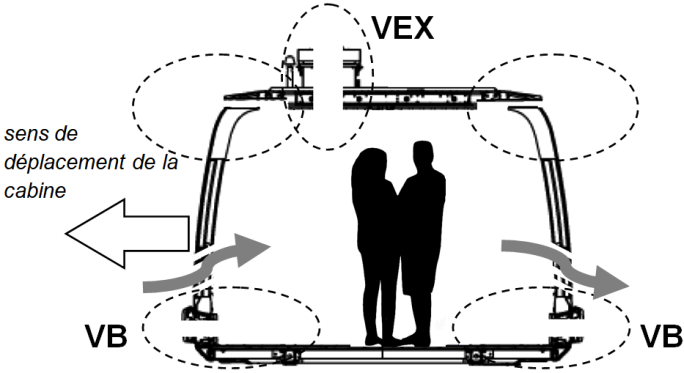 VEX
sens de
déplacement de la
cabine
VB
VB